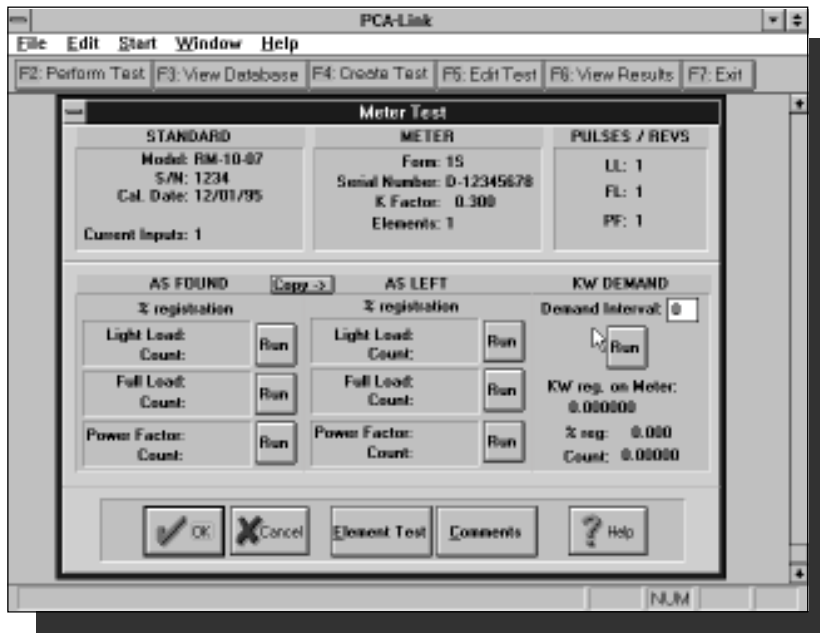 PCA-Link
File Edit Start Window Help
F2: Perform Test F3: View Database F4: Create Test F5: Edit Test F6: View Results F7: Exit
Meter Test
STANDARD
Model: RM-10-07
S/N: 1234
Cal. Date: 12/01/95
Current Inputs: 1
METER
Form: 1S
Serial Number: D-12345678
K Factor: 0.300
Elements: 1
PULSES / REVS
LL: 1
FL: 1
PF: 1
AS FOUND
% registration
Light Load: Run
Count:
Full Load: Run
Count:
Power Factor: Run
Count:
Copy ->
AS LEFT
% registration
Light Load: Run
Count:
Full Load: Run
Count:
Power Factor: Run
Count:
KW DEMAND
Demand Interval: 0
Run
KW reg. on Meter:
0.000000
% reg: 0.000
Count: 0.00000
OK Cancel Element Test Comments Help
NUM